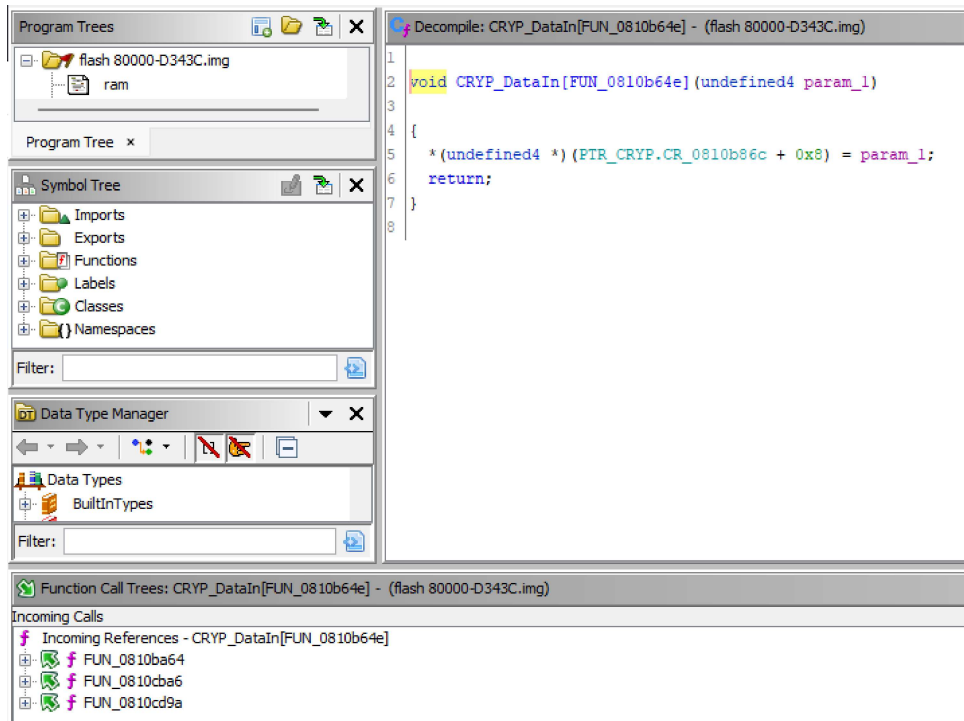 Program Trees
flash 80000-D343C.img
ram
Program Tree ×
Symbol Tree
Imports
Exports
Functions
Labels
Classes
Namespaces
Filter:
Data Type Manager
Data Types
BuiltInTypes
Filter:
Decompile: CRYP_DataIn[FUN_0810b64e] - (flash 80000-D343C.img)
1
2 void CRYP_DataIn[FUN_0810b64e](undefined4 param_1)
3
4 {
5 *(undefined4 *)(PTR_CRYP.CR_0810b86c + 0x8) = param_1;
6 return;
7 }
8
Function Call Trees: CRYP_DataIn[FUN_0810b64e] - (flash 80000-D343C.img)
Incoming Calls
f Incoming References - CRYP_DataIn[FUN_0810b64e]
f FUN_0810ba64
f FUN_0810cba6
f FUN_0810cd9a